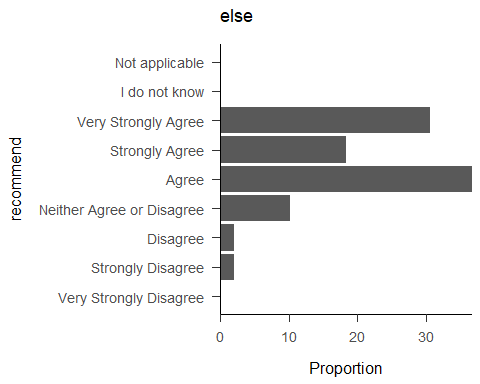 else
Not applicable
I do not know
Very Strongly Agree
Strongly Agree
Agree
Neither Agree or Disagree
Disagree
Strongly Disagree
Very Strongly Disagree
recommend
0 10 20 30
Proportion